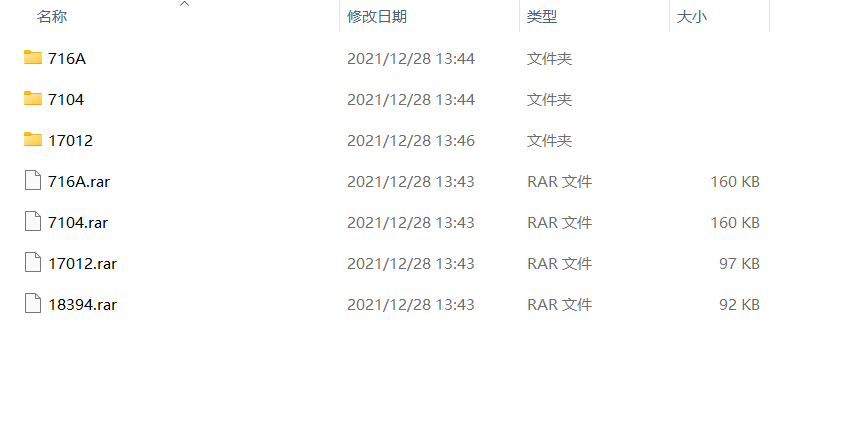 名称 修改日期 类型 大小
716A 2021/12/28 13:44 文件夹
7104 2021/12/28 13:44 文件夹
17012 2021/12/28 13:46 文件夹
716A.rar 2021/12/28 13:43 RAR 文件 160 KB
7104.rar 2021/12/28 13:43 RAR 文件 160 KB
17012.rar 2021/12/28 13:43 RAR 文件 97 KB
18394.rar 2021/12/28 13:43 RAR 文件 92 KB